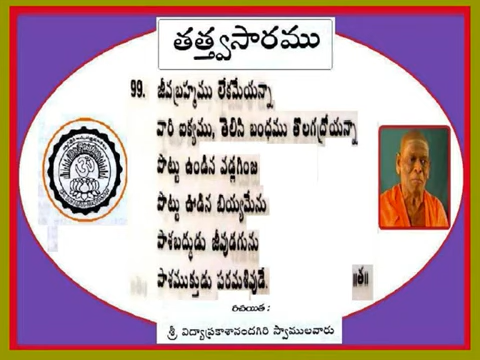 తత్త్వసారము
99. జీవబ్రహ్మము లేకమేయన్నా
వారి ఐక్యము, తెలిసి బంధము తొలగద్రోయన్నా
పొట్టు ఉండిన వడ్లగింజ
పొట్టు ఊడిన బియ్యమేను
పాశబద్ధుడు జీవుడగును
పాశముక్తుడు పరమశివుడే. ॥త॥
రచయిత:
శ్రీ విద్యాప్రకాశానందగిరి స్వాములవారు